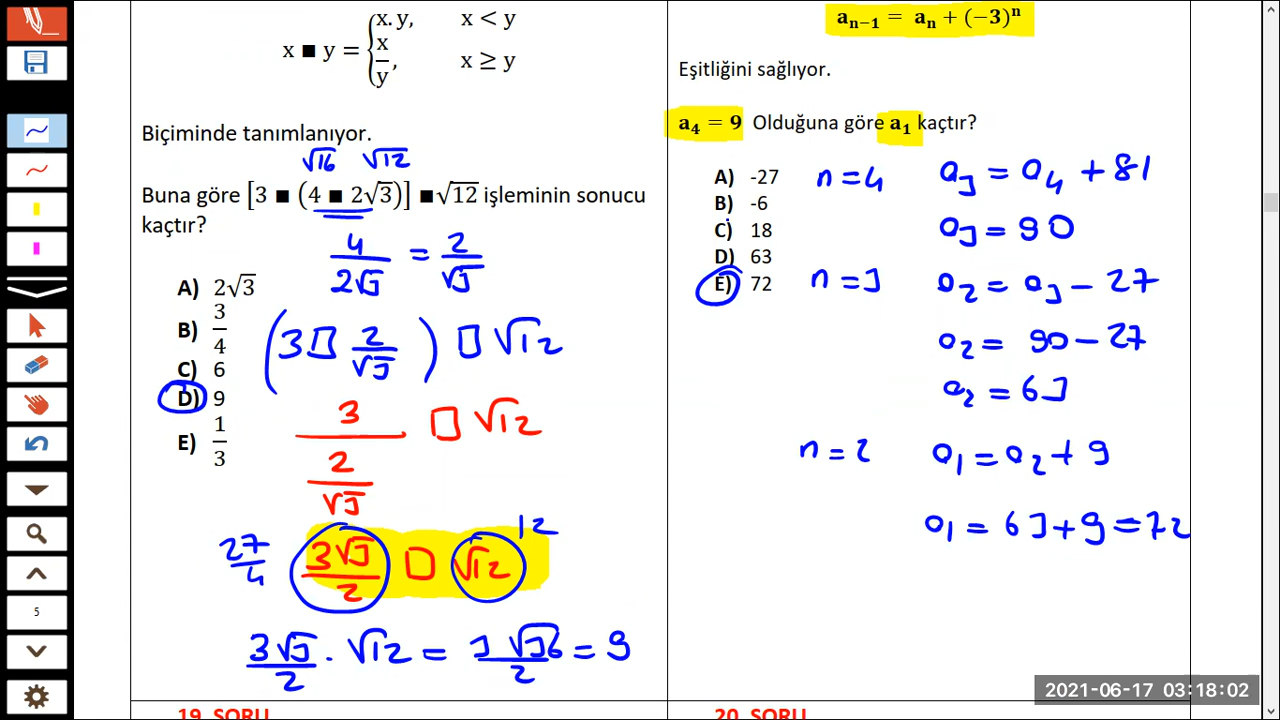 x ■ y = { x. y, x < y
x/y, x ≥ y
Biçiminde tanımlanıyor.
√16 √12
Buna göre [3 ■ (4 ■ 2√3)] ■√12 işleminin sonucu
kaçtır?
4/2√3 = 2/√3
A) 2√3
B) 3/4
C) 6
D) 9
E) 1/3
(3□ 2/√3) □ √12
3/(2/√3) □ √12
27/4 3√3/2 □ √12 12
3√3/2 . √12 = 3√36/2 = 9
19. SORU
aₙ₋₁ = aₙ + (−3)ⁿ
Eşitliğini sağlıyor.
a₄ = 9 Olduğuna göre a₁ kaçtır?
A) -27
B) -6
C) 18
D) 63
E) 72
n = 4 a₃ = a₄ + 81
a₃ = 90
n = 3 a₂ = a₃ − 27
a₂ = 90 − 27
a₂ = 63
n = 2 a₁ = a₂ + 9
a₁ = 63 + 9 = 72
20. SORU
5
2021-06-17 03:18:02